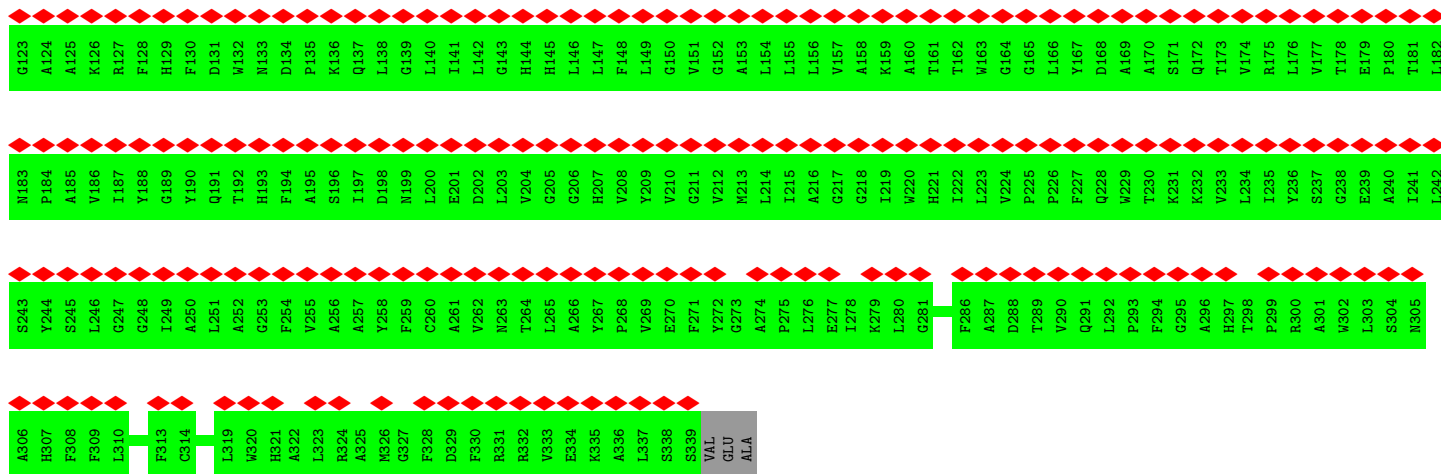 G123 A124 A125 K126 R127 F128 H129 F130 D131 W132 N133 D134 P135 K136 Q137 L138 G139 L140 I141 L142 G143 H144 H145 L146 L147 F148 L149 G150 V151 G152 A153 L154 L155 L156 V157 A158 K159 A160 T161 T162 W163 G164 G165 L166 Y167 D168 A169 A170 S171 Q172 T173 V174 R175 L176 V177 T178 E179 P180 T181 L182
N183 P184 A185 V186 I187 Y188 G189 Y190 Q191 T192 H193 F194 A195 S196 I197 D198 N199 L200 E201 D202 L203 V204 G205 G206 H207 V208 Y209 V210 G211 V212 M213 L214 I215 A216 G217 G218 I219 W220 H221 I222 L223 V224 P225 P226 F227 Q228 W229 T230 K231 K232 V233 L234 I235 Y236 S237 G238 E239 A240 I241 L242
S243 Y244 S245 L246 G247 G248 I249 A250 L251 A252 G253 F254 V255 A256 A257 Y258 F259 C260 A261 V262 N263 T264 L265 A266 Y267 P268 V269 E270 F271 Y272 G273 A274 P275 L276 E277 I278 K279 L280 G281 F286 A287 D288 T289 V290 Q291 L292 P293 F294 G295 A296 H297 T298 P299 R300 A301 W302 L303 S304 N305
A306 H307 F308 F309 L310 F313 C314 L319 W320 H321 A322 L323 R324 A325 M326 G327 F328 D329 F330 R331 R332 V333 E334 K335 A336 L337 S338 S339 VAL GLU ALA